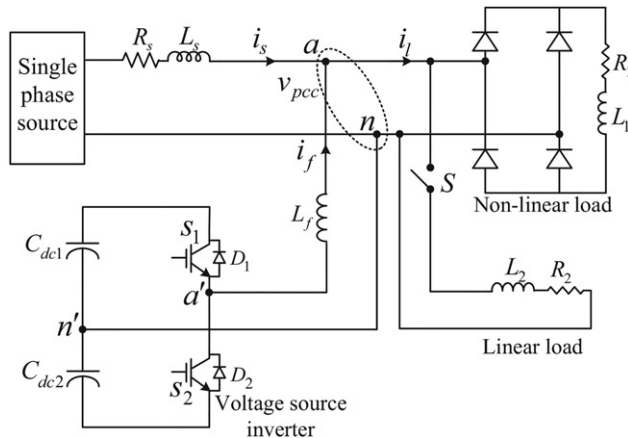 R_s L_s i_s a i_l
Single
phase
source
v_pcc
n
i_f
R
L_1
S
Non-linear load
L_f
C_dc1
s_1
D_1
a'
n'
L_2 R_2
Linear load
C_dc2
s_2
D_2
Voltage source
inverter